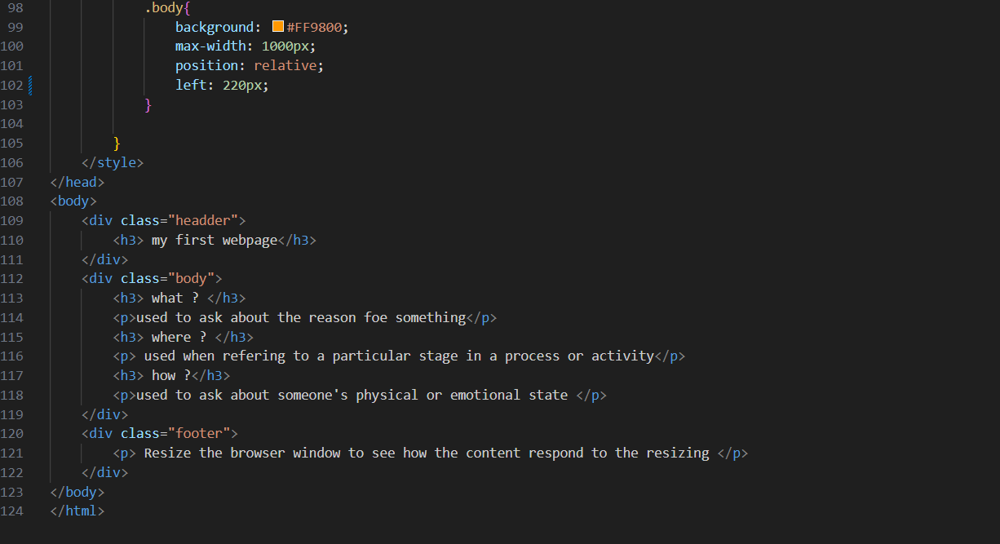 98 .body{
99 background: #FF9800;
100 max-width: 1000px;
101 position: relative;
102 left: 220px;
103 }
104
105 }
106 </style>
107 </head>
108 <body>
109 <div class="headder">
110 <h3> my first webpage</h3>
111 </div>
112 <div class="body">
113 <h3> what ? </h3>
114 <p>used to ask about the reason foe something</p>
115 <h3> where ? </h3>
116 <p> used when refering to a particular stage in a process or activity</p>
117 <h3> how ?</h3>
118 <p>used to ask about someone's physical or emotional state </p>
119 </div>
120 <div class="footer">
121 <p> Resize the browser window to see how the content respond to the resizing </p>
122 </div>
123 </body>
124 </html>